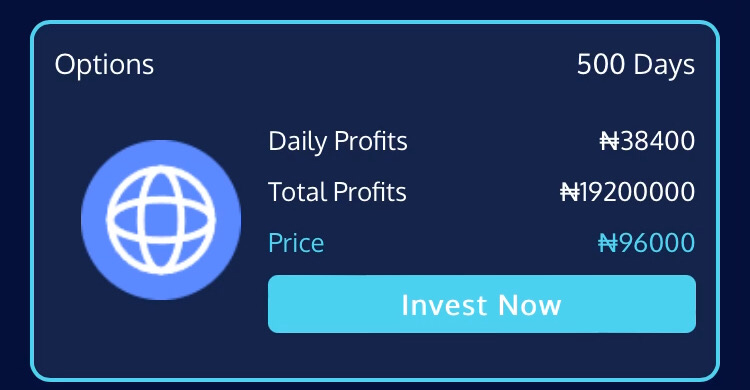 Options 500 Days
Daily Profits ₦38400
Total Profits ₦19200000
Price ₦96000
Invest Now